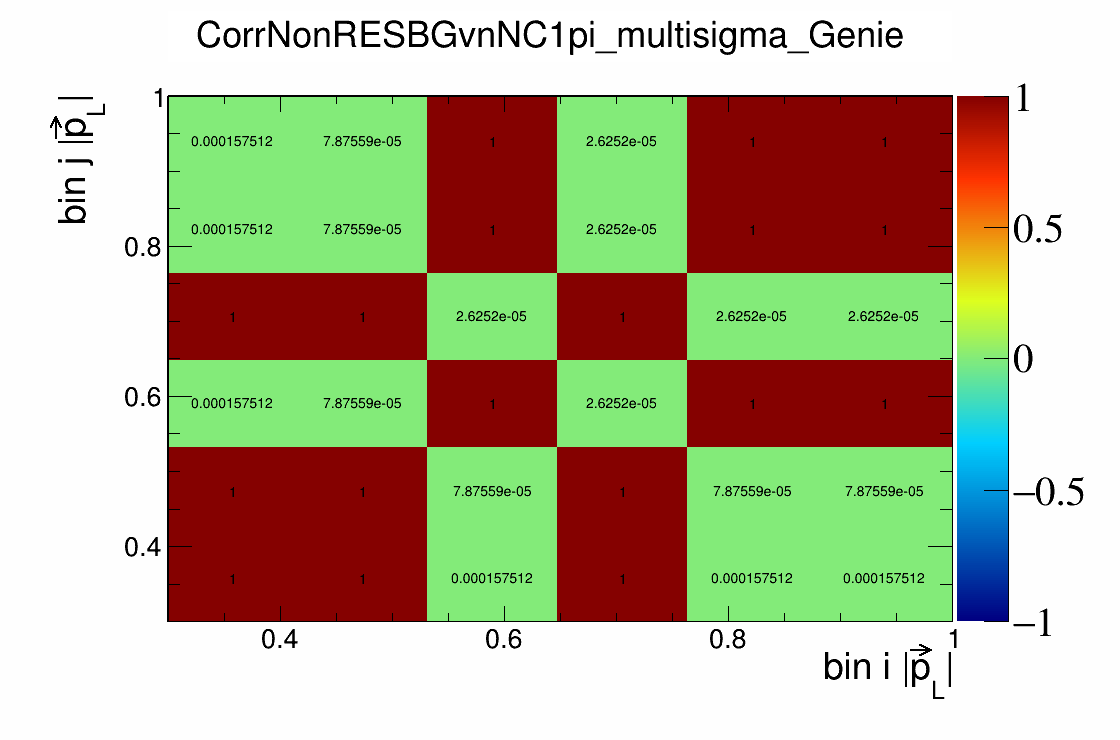 CorrNonRESBGvnNC1pi_multisigma_Genie
bin j |p⃗_L|
1
0.8
0.6
0.4
0.000157512 7.87559e-05 1 2.6252e-05 1 1
0.000157512 7.87559e-05 1 2.6252e-05 1 1
1 1 2.6252e-05 1 2.6252e-05 2.6252e-05
0.000157512 7.87559e-05 1 2.6252e-05 1 1
1 1 7.87559e-05 1 7.87559e-05 7.87559e-05
1 1 0.000157512 1 0.000157512 0.000157512
0.4 0.6 0.8 1
bin i |p⃗_L|
1
0.5
0
−0.5
−1